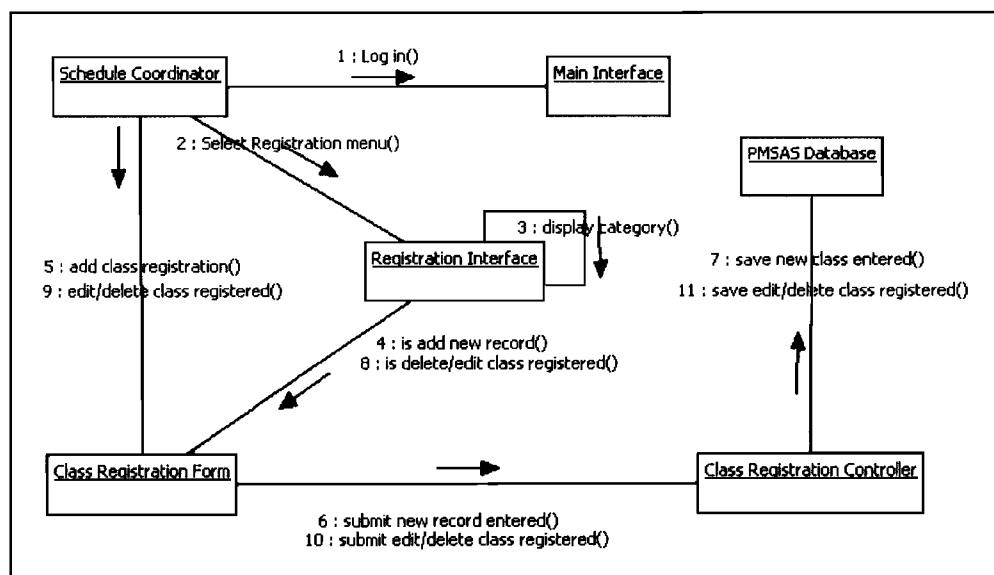 1 : Log in()
Schedule Coordinator
Main Interface
2 : Select Registration menu()
PMSAS Database
3 : display category()
Registration Interface
5 : add class registration()
9 : edit/delete class registered()
7 : save new class entered()
11 : save edit/delete class registered()
4 : is add new record()
8 : is delete/edit class registered()
Class Registration Form
Class Registration Controller
6 : submit new record entered()
10 : submit edit/delete class registered()